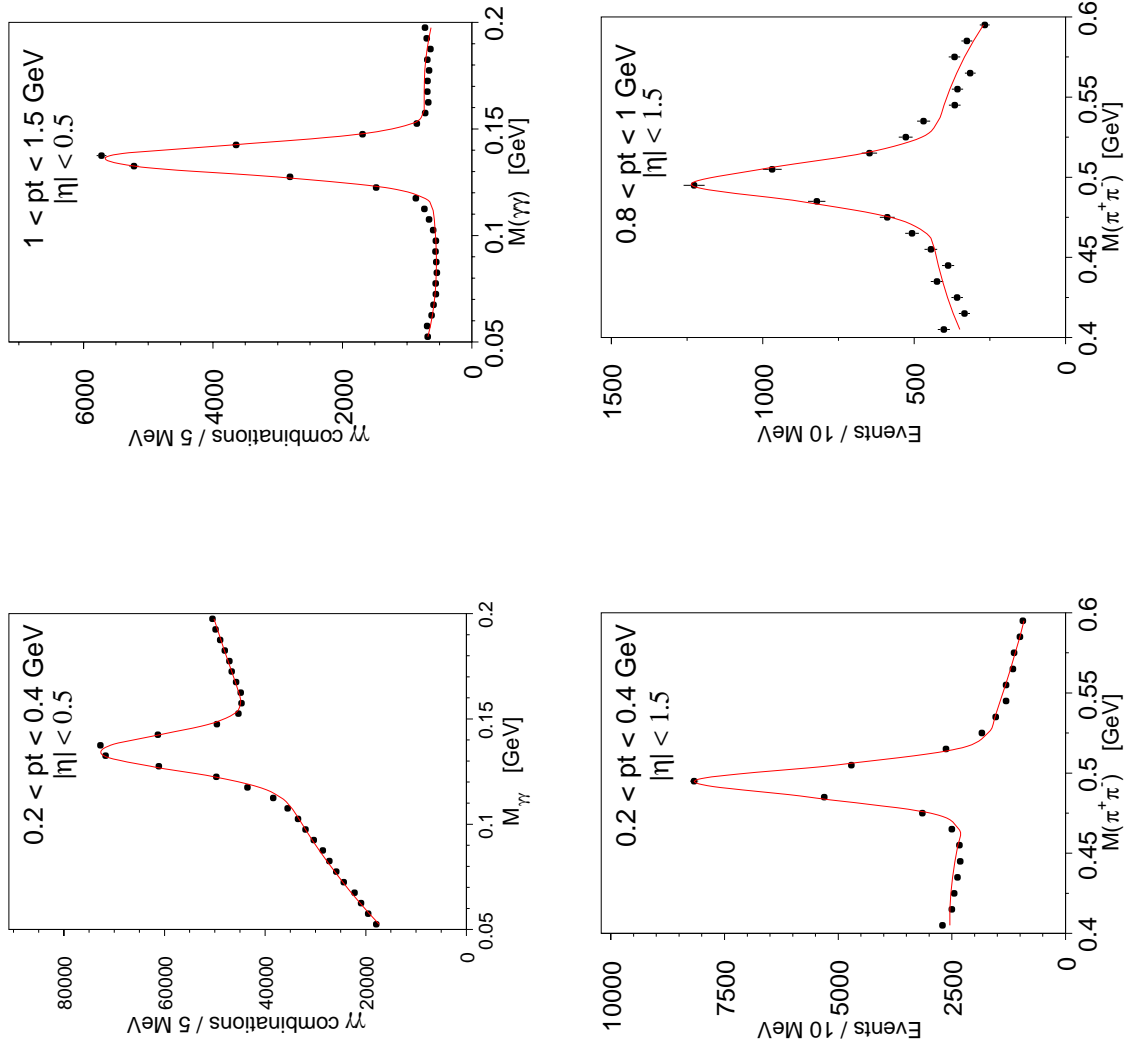 0.2 < pt < 0.4 GeV
|η| < 0.5
80000
60000
40000
20000
γγ combinations / 5 MeV
0.05
0.1
0.15
0.2
M_γγ [GeV]
1 < pt < 1.5 GeV
|η| < 0.5
6000
4000
2000
0
γγ combinations / 5 MeV
0.05
0.1
0.15
0.2
M(γγ) [GeV]
0.2 < pt < 0.4 GeV
|η| < 1.5
10000
7500
5000
2500
0
Events / 10 MeV
0.4
0.45
0.5
0.55
0.6
M(π⁺π⁻) [GeV]
0.8 < pt < 1 GeV
|η| < 1.5
1500
1000
500
0
Events / 10 MeV
0.4
0.45
0.5
0.55
0.6
M(π⁺π⁻) [GeV]